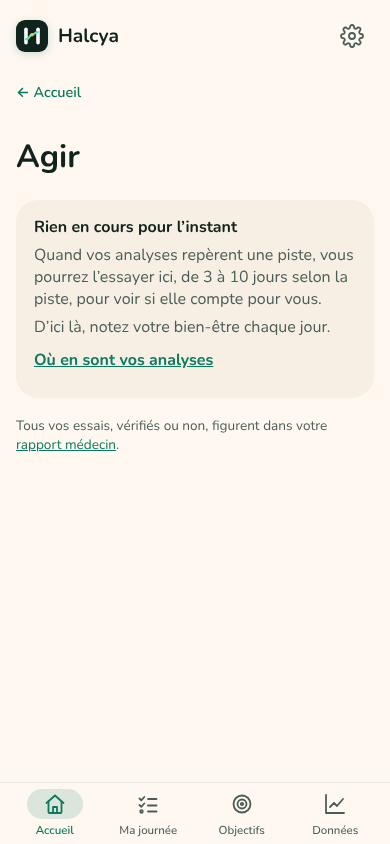 Halcya
← Accueil
Agir
Rien en cours pour l’instant
Quand vos analyses repèrent une piste, vous
pourrez l’essayer ici, de 3 à 10 jours selon la
piste, pour voir si elle compte pour vous.
D’ici là, notez votre bien-être chaque jour.
Où en sont vos analyses
Tous vos essais, vérifiés ou non, figurent dans votre
rapport médecin.
Accueil
Ma journée
Objectifs
Données